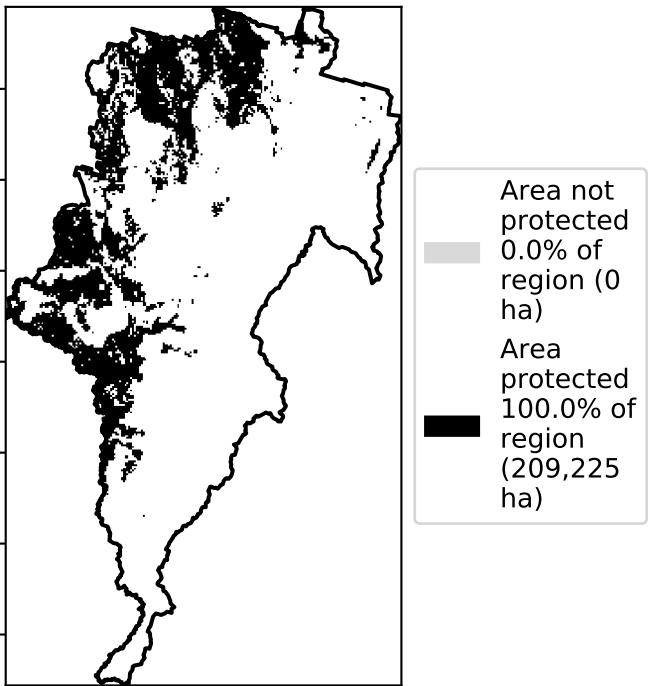 Area not
protected
0.0% of
region (0
ha)
Area
protected
100.0% of
region
(209,225
ha)